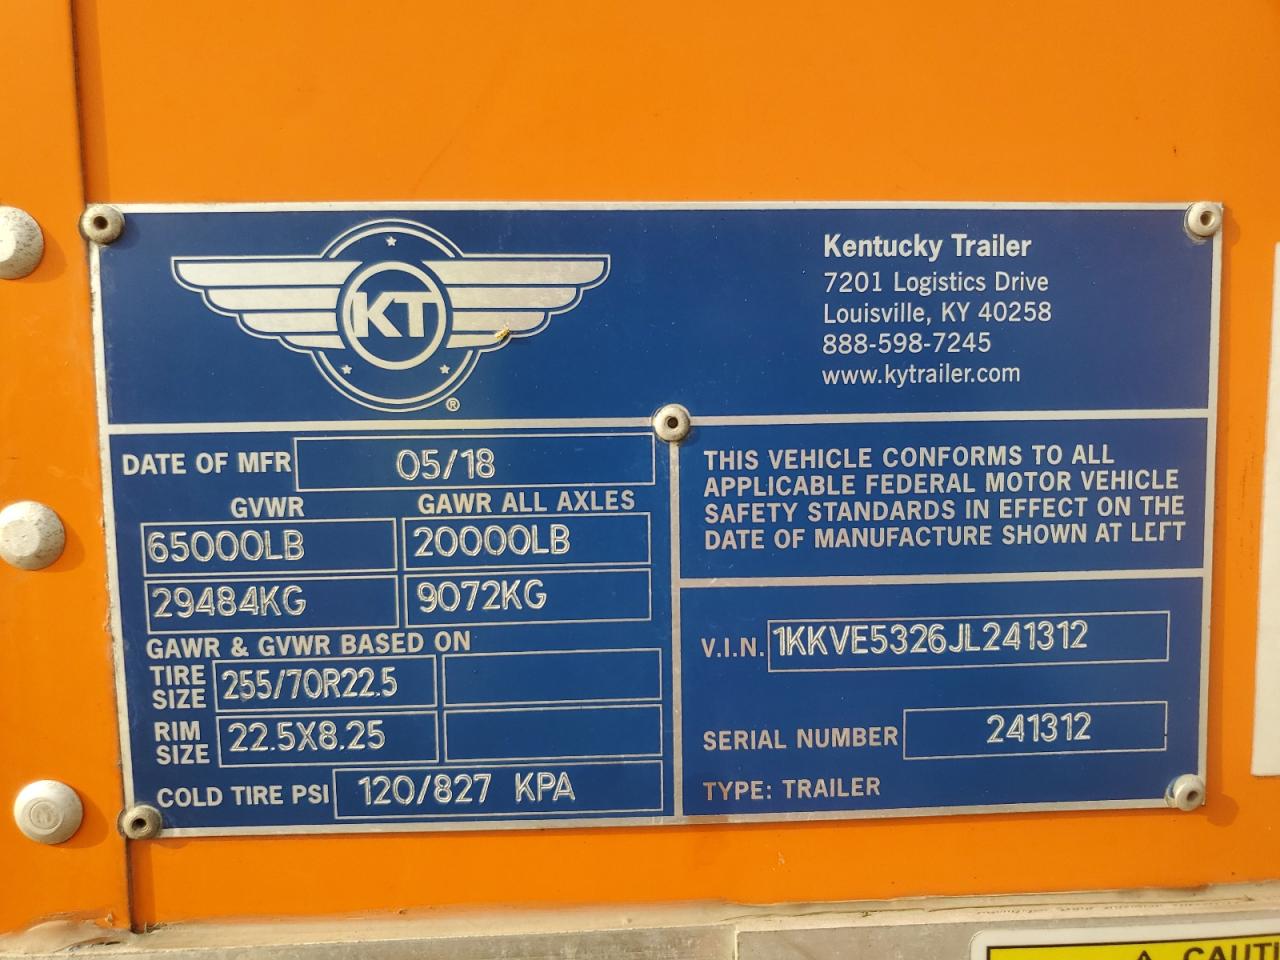 KT
®
Kentucky Trailer
7201 Logistics Drive
Louisville, KY 40258
888-598-7245
www.kytrailer.com
DATE OF MFR 05/18
GVWR GAWR ALL AXLES
65000LB 20000LB
29484KG 9072KG
GAWR & GVWR BASED ON
TIRE SIZE 255/70R22.5
RIM SIZE 22.5X8.25
COLD TIRE PSI 120/827 KPA
THIS VEHICLE CONFORMS TO ALL
APPLICABLE FEDERAL MOTOR VEHICLE
SAFETY STANDARDS IN EFFECT ON THE
DATE OF MANUFACTURE SHOWN AT LEFT
V.I.N. 1KKVE5326JL241312
SERIAL NUMBER 241312
TYPE: TRAILER